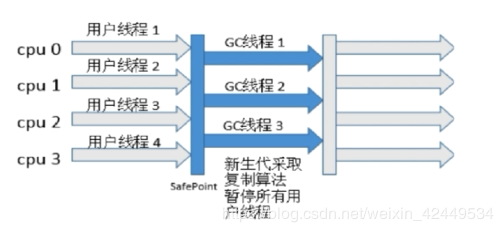 cpu 0
用户线程 1
GC线程 1
cpu 1
用户线程 2
GC线程 2
cpu 2
用户线程 3
GC线程 3
cpu 3
用户线程 4
SafePoint
新生代采取
复制算法
暂停所有用
户线程
https://blog.csdn.net/weixin_42449534